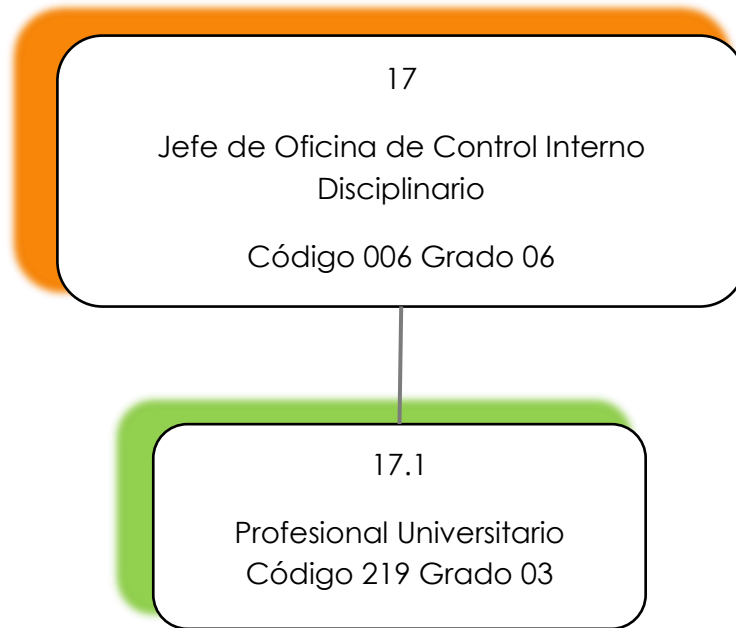 17
Jefe de Oficina de Control Interno
Disciplinario
Código 006 Grado 06
17.1
Profesional Universitario
Código 219 Grado 03